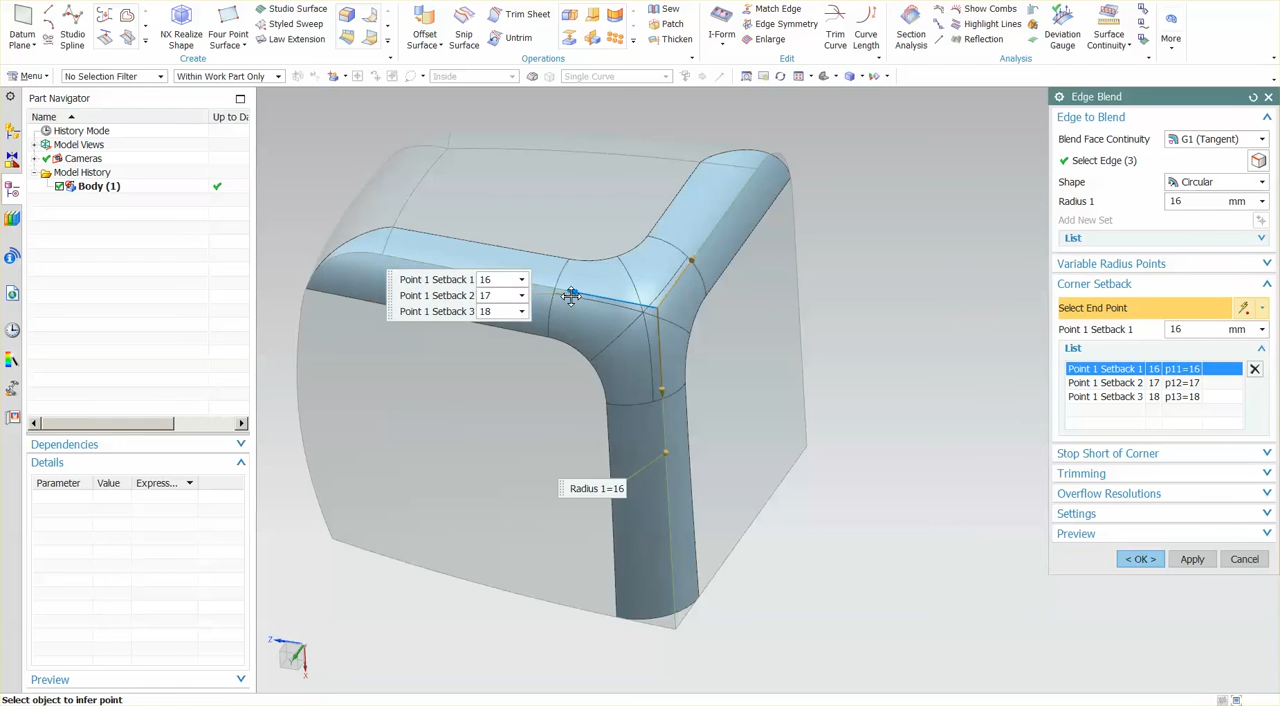 Datum Plane
Studio Spline
NX Realize Shape
Four Point Surface
Studio Surface
Styled Sweep
Law Extension
Create
Offset Surface
Snip Surface
Trim Sheet
Untrim
Sew
Patch
Thicken
Operations
I-Form
Match Edge
Edge Symmetry
Enlarge
Trim Curve
Curve Length
Edit
Section Analysis
Show Combs
Highlight Lines
Reflection
Deviation Gauge
Surface Continuity
Analysis
More
Menu
No Selection Filter
Within Work Part Only
Inside
Single Curve
Part Navigator
Name
Up to Da
History Mode
Model Views
Cameras
Model History
Body (1)
Dependencies
Details
Parameter Value Express...
Preview
Point 1 Setback 1 16
Point 1 Setback 2 17
Point 1 Setback 3 18
Radius 1=16
Z
X
Edge Blend
Edge to Blend
Blend Face Continuity G1 (Tangent)
Select Edge (3)
Shape Circular
Radius 1 16 mm
Add New Set
List
Variable Radius Points
Corner Setback
Select End Point
Point 1 Setback 1 16 mm
List
Point 1 Setback 1 16 p11=16
Point 1 Setback 2 17 p12=17
Point 1 Setback 3 18 p13=18
Stop Short of Corner
Trimming
Overflow Resolutions
Settings
Preview
< OK > Apply Cancel
Select object to infer point